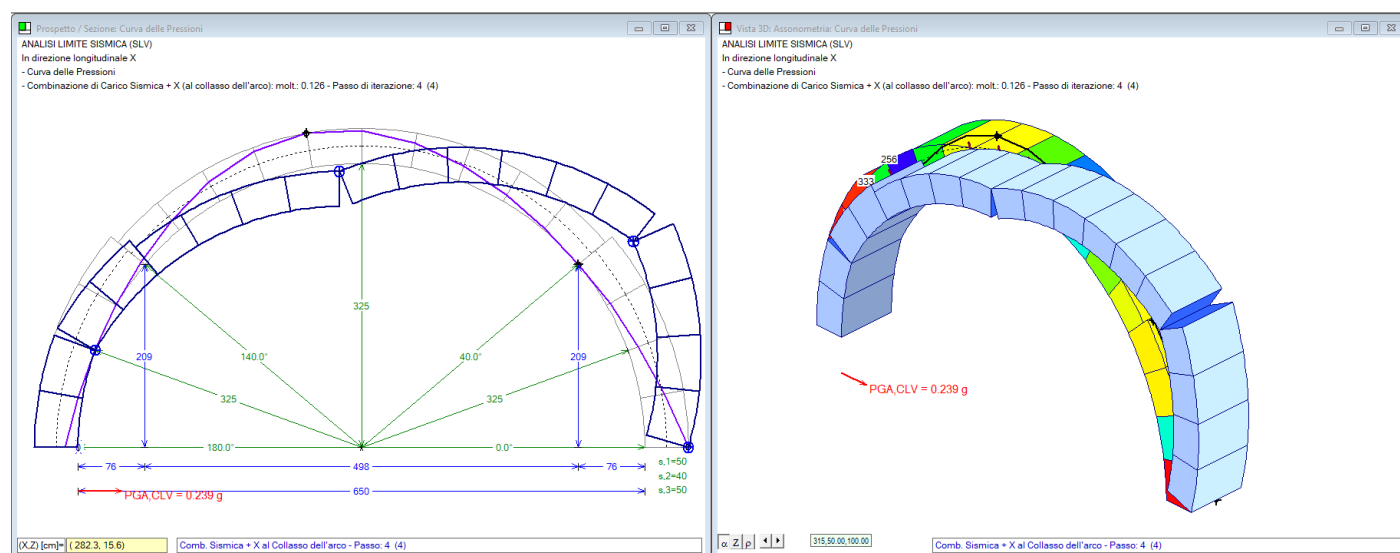 Prospetto / Sezione: Curva delle Pressioni
ANALISI LIMITE SISMICA (SLV)
In direzione longitudinale X
- Curva delle Pressioni
- Combinazione di Carico Sismica + X (al collasso dell'arco): molt.: 0.126 - Passo di iterazione: 4 (4)
325
209
140.0°
40.0°
209
325
325
180.0°
0.0°
76
498
76
650
s,1=50
s,2=40
s,3=50
PGA,CLV = 0.239 g
(X,Z) [cm]= ( 282.3, 15.6)
Comb. Sismica + X al Collasso dell'arco - Passo: 4 (4)
Vista 3D: Assonometria: Curva delle Pressioni
ANALISI LIMITE SISMICA (SLV)
In direzione longitudinale X
- Curva delle Pressioni
- Combinazione di Carico Sismica + X (al collasso dell'arco): molt.: 0.126 - Passo di iterazione: 4 (4)
256
333
PGA,CLV = 0.239 g
α Z ρ
315,50.00,100.00
Comb. Sismica + X al Collasso dell'arco - Passo: 4 (4)